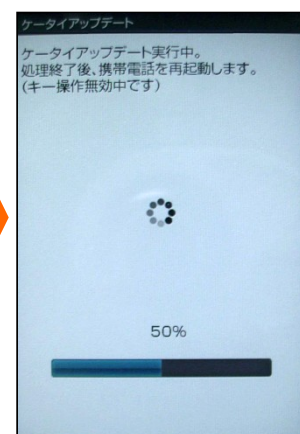 ケータイアップデート
ケータイアップデート実行中。
処理終了後、携帯電話を再起動します。
(キー操作無効中です)
50%